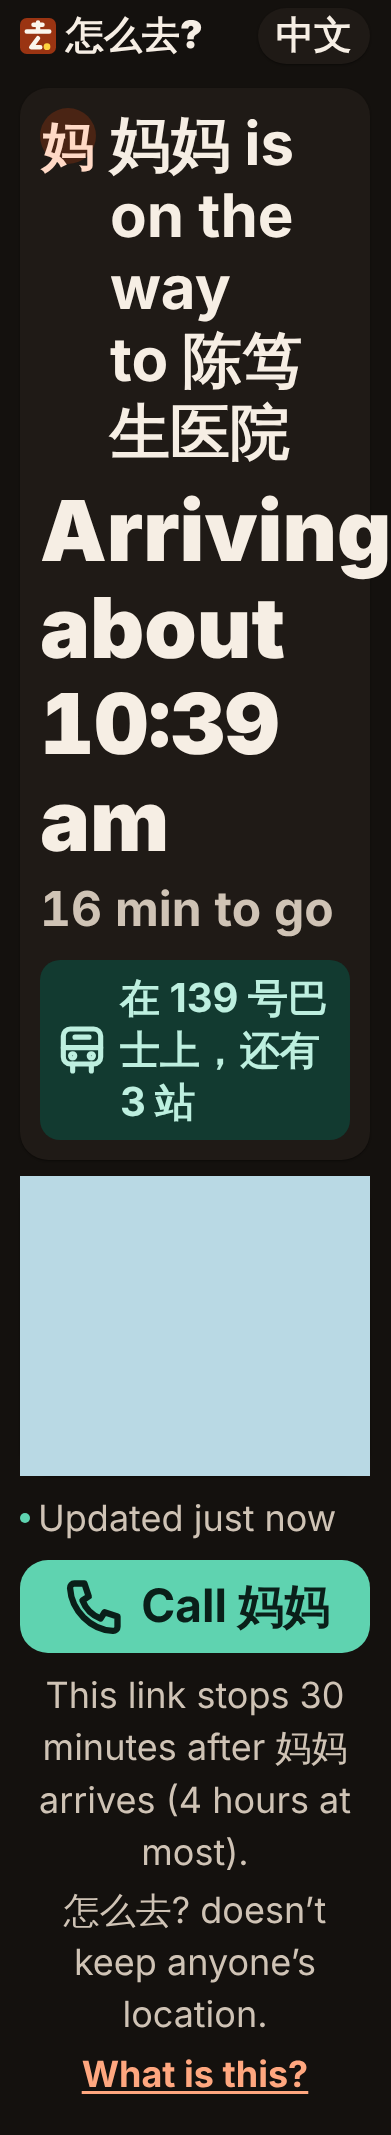 去 怎么去? 中文
妈 妈妈 is
on the
way
to 陈笃
生医院
Arriving
about
10:39
am
16 min to go
在 139 号巴
士上，还有
3 站
Updated just now
Call 妈妈
This link stops 30
minutes after 妈妈
arrives (4 hours at
most).
怎么去? doesn’t
keep anyone’s
location.
What is this?